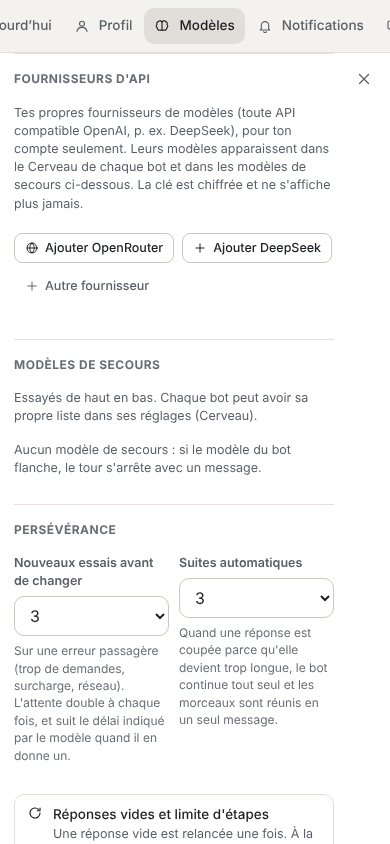 ourd'hui Profil Modèles Notifications
FOURNISSEURS D'API
Tes propres fournisseurs de modèles (toute API
compatible OpenAI, p. ex. DeepSeek), pour ton
compte seulement. Leurs modèles apparaissent dans
le Cerveau de chaque bot et dans les modèles de
secours ci-dessous. La clé est chiffrée et ne s'affiche
plus jamais.
Ajouter OpenRouter
Ajouter DeepSeek
Autre fournisseur
MODÈLES DE SECOURS
Essayés de haut en bas. Chaque bot peut avoir sa
propre liste dans ses réglages (Cerveau).
Aucun modèle de secours : si le modèle du bot
flanche, le tour s'arrête avec un message.
PERSÉVÉRANCE
Nouveaux essais avant
de changer
3
Sur une erreur passagère
(trop de demandes,
surcharge, réseau).
L'attente double à chaque
fois, et suit le délai indiqué
par le modèle quand il en
donne un.
Suites automatiques
3
Quand une réponse est
coupée parce qu'elle
devient trop longue, le bot
continue tout seul et les
morceaux sont réunis en
un seul message.
Réponses vides et limite d'étapes
Une réponse vide est relancée une fois. À la